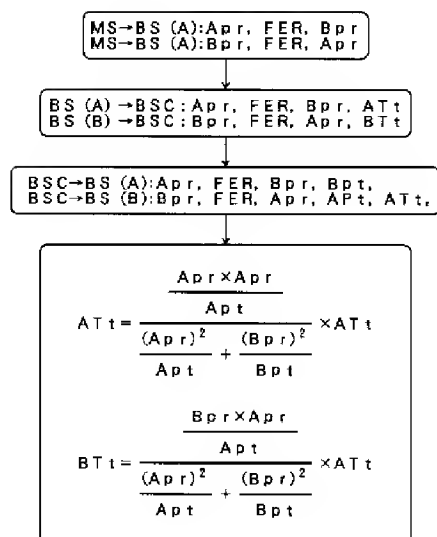 MS→BS (A):Apr, FER, Bpr
MS→BS (A):Bpr, FER, Apr
BS (A) →BSC:Apr, FER, Bpr, ATt
BS (B) →BSC:Bpr, FER, Apr, BTt
BSC→BS (A):Apr, FER, Bpr, Bpt,
BSC→BS (B):Bpr, FER, Apr, APt, ATt,
Apr×Apr
Apt
ATt= ×ATt
(Apr)² + (Bpr)²
Apt Bpt
Bpr×Apr
Apt
BTt= ×ATt
(Apr)² + (Bpr)²
Apt Bpt